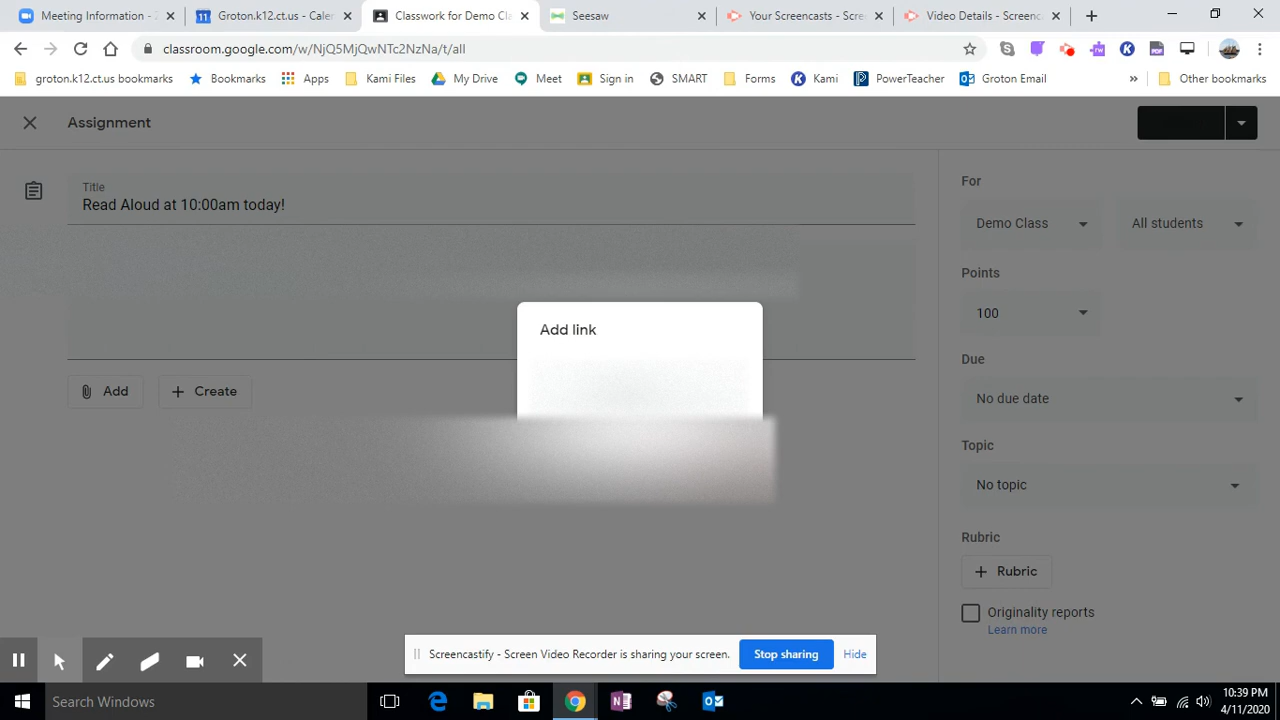 Meeting Information - Z
Groton.k12.ct.us - Caler
Classwork for Demo Cl
Seesaw
Your Screencasts - Scre
Video Details - Screenc
classroom.google.com/w/NjQ5MjQwNTc2NzNa/t/all
groton.k12.ct.us bookmarks
Bookmarks
Apps
Kami Files
My Drive
Meet
Sign in
SMART
Forms
Kami
PowerTeacher
Groton Email
Other bookmarks
Assignment
Title
Read Aloud at 10:00am today!
Add
Create
Add link
For
Demo Class
All students
Points
100
Due
No due date
Topic
No topic
Rubric
Rubric
Originality reports
Learn more
Screencastify - Screen Video Recorder is sharing your screen.
Stop sharing
Hide
Search Windows
10:39 PM
4/11/2020